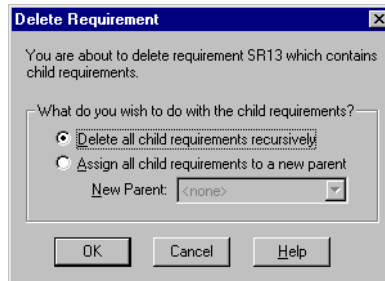 Delete Requirement
You are about to delete requirement SR13 which contains
child requirements.
What do you wish to do with the child requirements?
Delete all child requirements recursively
Assign all child requirements to a new parent
New Parent: <none>
OK Cancel Help